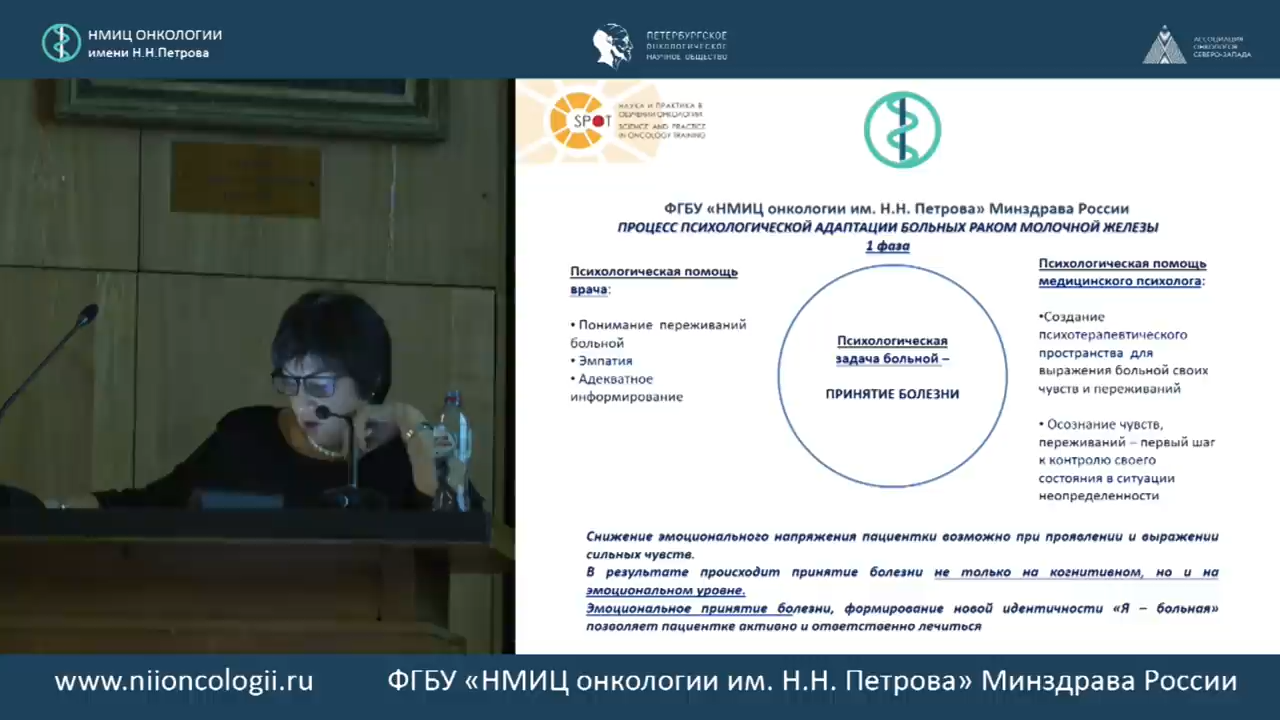 НМИЦ ОНКОЛОГИИ
имени Н.Н.Петрова
ПЕТЕРБУРГСКОЕ
ОНКОЛОГИЧЕСКОЕ
НАУЧНОЕ ОБЩЕСТВО
АССОЦИАЦИЯ
ОНКОЛОГОВ
СЕВЕРО-ЗАПАДА
SPOT
НАУКА И ПРАКТИКА В
ОБУЧЕНИИ ОНКОЛОГИИ
SCIENCE AND PRACTICE
IN ONCOLOGY TRAINING
ФГБУ «НМИЦ онкологии им. Н.Н. Петрова» Минздрава России
ПРОЦЕСС ПСИХОЛОГИЧЕСКОЙ АДАПТАЦИИ БОЛЬНЫХ РАКОМ МОЛОЧНОЙ ЖЕЛЕЗЫ
1 фаза
Психологическая помощь
врача:
• Понимание переживаний
больной
• Эмпатия
• Адекватное
информирование
Психологическая
задача больной –
ПРИНЯТИЕ БОЛЕЗНИ
Психологическая помощь
медицинского психолога:
•Создание
психотерапевтического
пространства для
выражения больной своих
чувств и переживаний
• Осознание чувств,
переживаний – первый шаг
к контролю своего
состояния в ситуации
неопределенности
Снижение эмоционального напряжения пациентки возможно при проявлении и выражении
сильных чувств.
В результате происходит принятие болезни не только на когнитивном, но и на
эмоциональном уровне.
Эмоциональное принятие болезни, формирование новой идентичности «Я – больная»
позволяет пациентке активно и ответственно лечиться
www.niioncologii.ru
ФГБУ «НМИЦ онкологии им. Н.Н. Петрова» Минздрава России